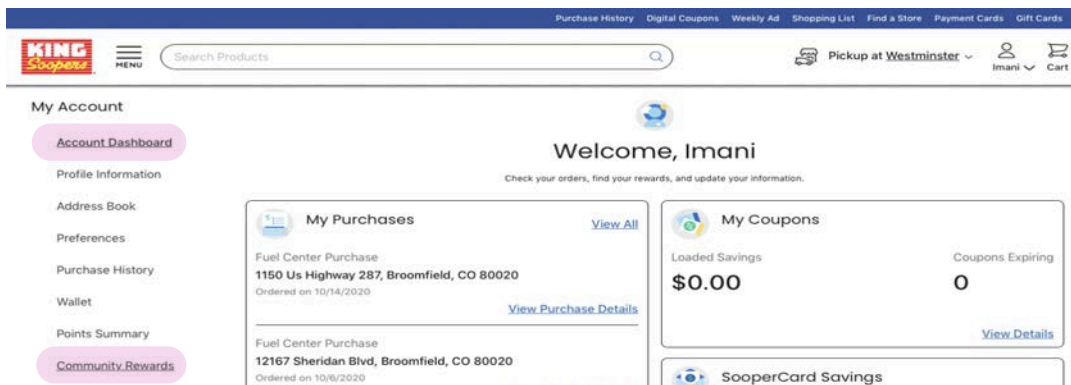 Purchase History Digital Coupons Weekly Ad Shopping List Find a Store Payment Cards Gift Cards
KING
Soopers
MENU
Search Products
Pickup at Westminster
Imani
Cart
My Account
Account Dashboard
Profile Information
Address Book
Preferences
Purchase History
Wallet
Points Summary
Community Rewards
Welcome, Imani
Check your orders, find your rewards, and update your information.
My Purchases
View All
Fuel Center Purchase
1150 Us Highway 287, Broomfield, CO 80020
Ordered on 10/14/2020
View Purchase Details
Fuel Center Purchase
12167 Sheridan Blvd, Broomfield, CO 80020
Ordered on 10/6/2020
My Coupons
Loaded Savings
Coupons Expiring
$0.00
0
View Details
SooperCard Savings